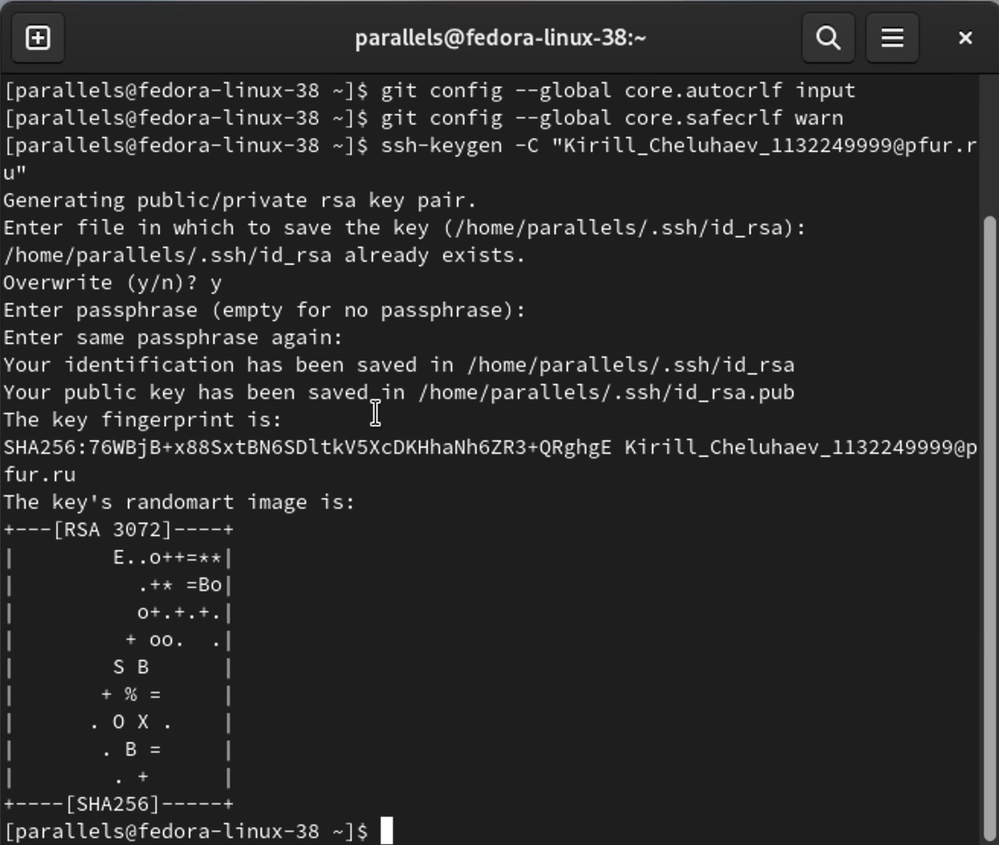 parallels@fedora-linux-38:~
[parallels@fedora-linux-38 ~]$ git config --global core.autocrlf input
[parallels@fedora-linux-38 ~]$ git config --global core.safecrlf warn
[parallels@fedora-linux-38 ~]$ ssh-keygen -C "Kirill_Cheluhaev_1132249999@pfur.r
u"
Generating public/private rsa key pair.
Enter file in which to save the key (/home/parallels/.ssh/id_rsa):
/home/parallels/.ssh/id_rsa already exists.
Overwrite (y/n)? y
Enter passphrase (empty for no passphrase):
Enter same passphrase again:
Your identification has been saved in /home/parallels/.ssh/id_rsa
Your public key has been saved in /home/parallels/.ssh/id_rsa.pub
The key fingerprint is:
SHA256:76WBjB+x88SxtBN6SDltkV5XcDKHhaNh6ZR3+QRghgE Kirill_Cheluhaev_1132249999@p
fur.ru
The key's randomart image is:
+---[RSA 3072]----+
|        E..o++=**|
|          .+* =Bo|
|          o+.+.+.|
|         + oo.  .|
|        S B      |
|       + % =     |
|      . O X .    |
|       . B =     |
|        . +      |
+----[SHA256]-----+
[parallels@fedora-linux-38 ~]$